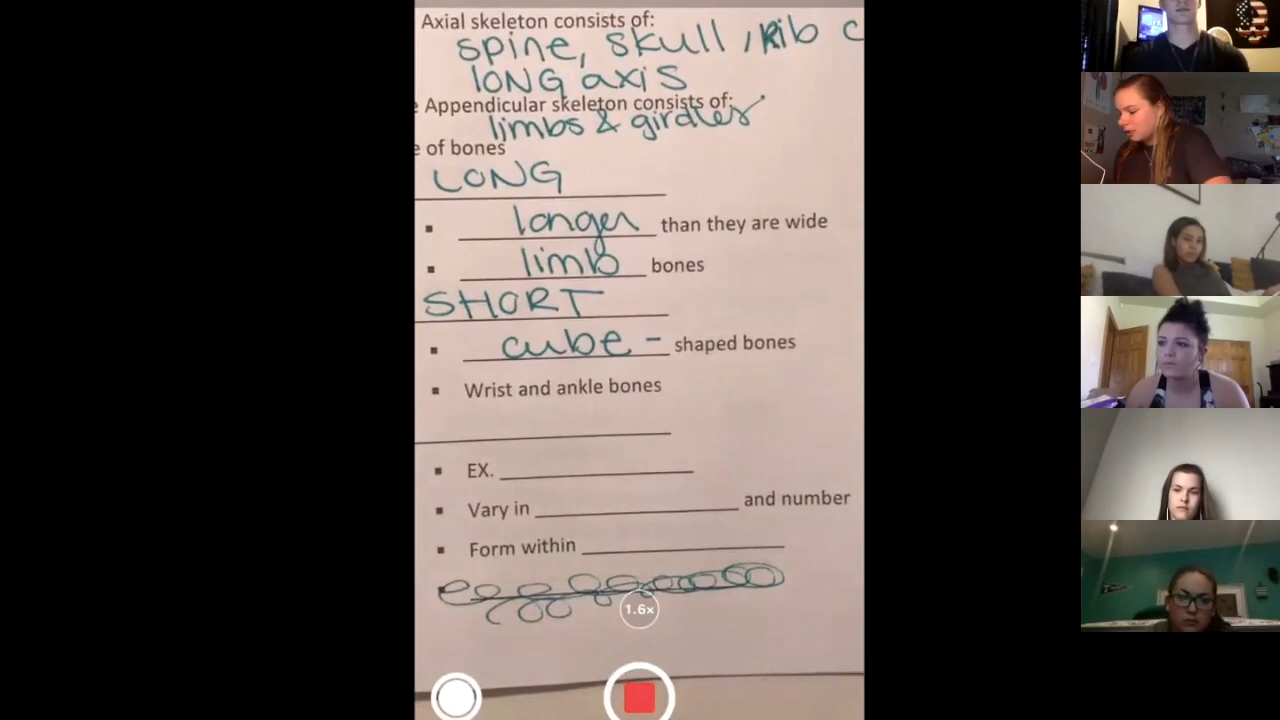 Axial skeleton consists of:
spine, skull, Rib c
LONG axis
e Appendicular skeleton consists of:
limbs & girdles
e of bones
LONG
longer than they are wide
limb bones
SHORT
cube - shaped bones
Wrist and ankle bones
EX.
Vary in and number
Form within
1.6x